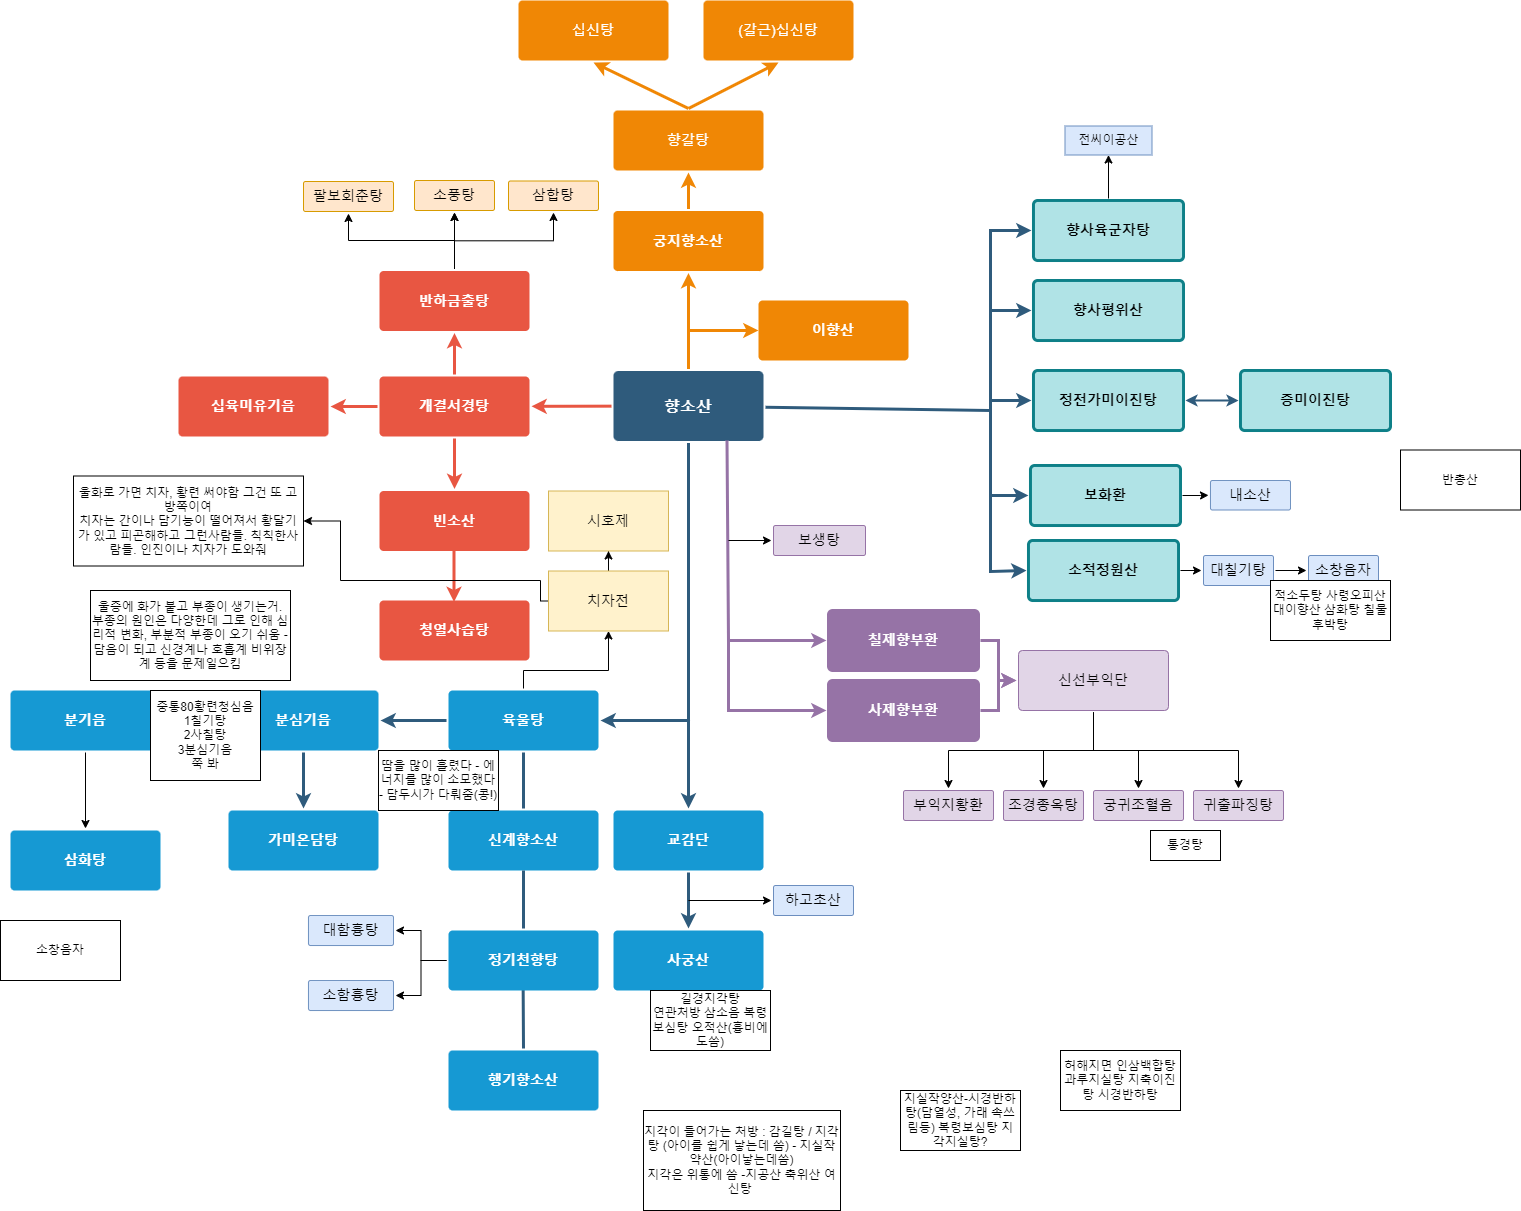 십신탕
(갈근)십신탕
향갈탕
전씨이공산
팔보회춘탕
소풍탕
삼합탕
궁지향소산
향사육군자탕
반하금출탕
이향산
향사평위산
십육미유기음
개결서경탕
향소산
정전가미이진탕
증미이진탕
반총산
울화로 가면 치자, 황련 써야함 그건 또 고
방쪽이여
치자는 간이나 담기능이 떨어져서 황달기
가 있고 피곤해하고 그런사람들. 칙칙한사
람들. 인진이나 치자가 도와줘
빈소산
시호제
보화환
내소산
보생탕
소적정원산
대칠기탕
소창음자
적소두탕 사령오피산
대이향산 삼화탕 칠물
후박탕
울증에 화가 붙고 부종이 생기는거.
부종의 원인은 다양한데 그로 인해 심
리적 변화, 부분적 부종이 오기 쉬움 -
담음이 되고 신경계나 호흡계 비위장
계 등을 문제일으킴
청열사습탕
치자전
칠제향부환
신선부익단
사제향부환
분기음
중통80황련청심음
1칠기탕
2사칠탕
3분심기음
쭉 봐
분심기음
육울탕
땀을 많이 흘렸다 - 에
너지를 많이 소모했다
- 담두시가 다뤄줌(콩!)
부익지황환
조경종옥탕
궁귀조혈음
귀출파징탕
통경탕
삼화탕
가미온담탕
신계향소산
교감단
하고초산
소창음자
대함흉탕
소함흉탕
정기천향탕
사궁산
길경지각탕
연관처방 삼소음 복령
보심탕 오적산(흉비에
도씀)
행기향소산
허해지면 인삼백합탕
과루지실탕 지축이진
탕 시경반하탕
지실작양산-시경반하
탕(담열성, 가래 속쓰
림등) 복령보심탕 지
각지실탕?
지각이 들어가는 처방 : 감길탕 / 지각
탕 (아이를 쉽게 낳는데 씀) - 지실작
약산(아이낳는데씀)
지각은 위통에 씀 -지공산 축위산 여
신탕